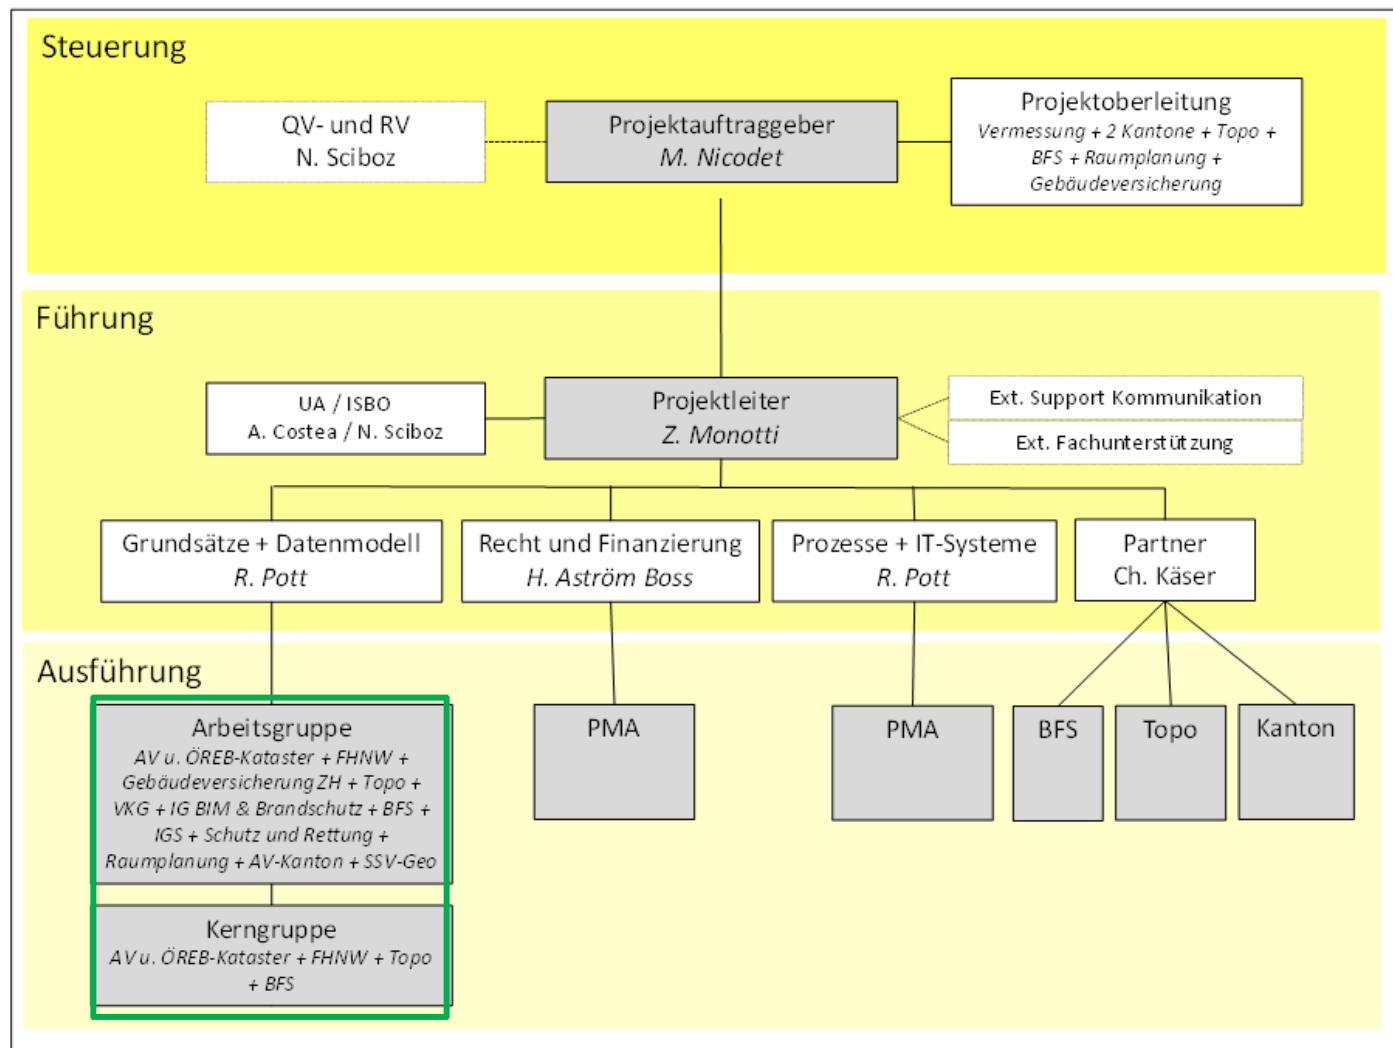 Steuerung
QV- und RV
N. Sciboz
Projektauftraggeber
M. Nicodet
Projektoberleitung
Vermessung + 2 Kantone + Topo +
BFS + Raumplanung +
Gebäudeversicherung
Führung
UA / ISBO
A. Costea / N. Sciboz
Projektleiter
Z. Monotti
Ext. Support Kommunikation
Ext. Fachunterstützung
Grundsätze + Datenmodell
R. Pott
Recht und Finanzierung
H. Aström Boss
Prozesse + IT-Systeme
R. Pott
Partner
Ch. Käser
Ausführung
Arbeitsgruppe
AV u. ÖREB-Kataster + FHNW +
Gebäudeversicherung ZH + Topo +
VKG + IG BIM & Brandschutz + BFS +
IGS + Schutz und Rettung +
Raumplanung + AV-Kanton + SSV-Geo
Kerngruppe
AV u. ÖREB-Kataster + FHNW + Topo
+ BFS
PMA
PMA
BFS
Topo
Kanton